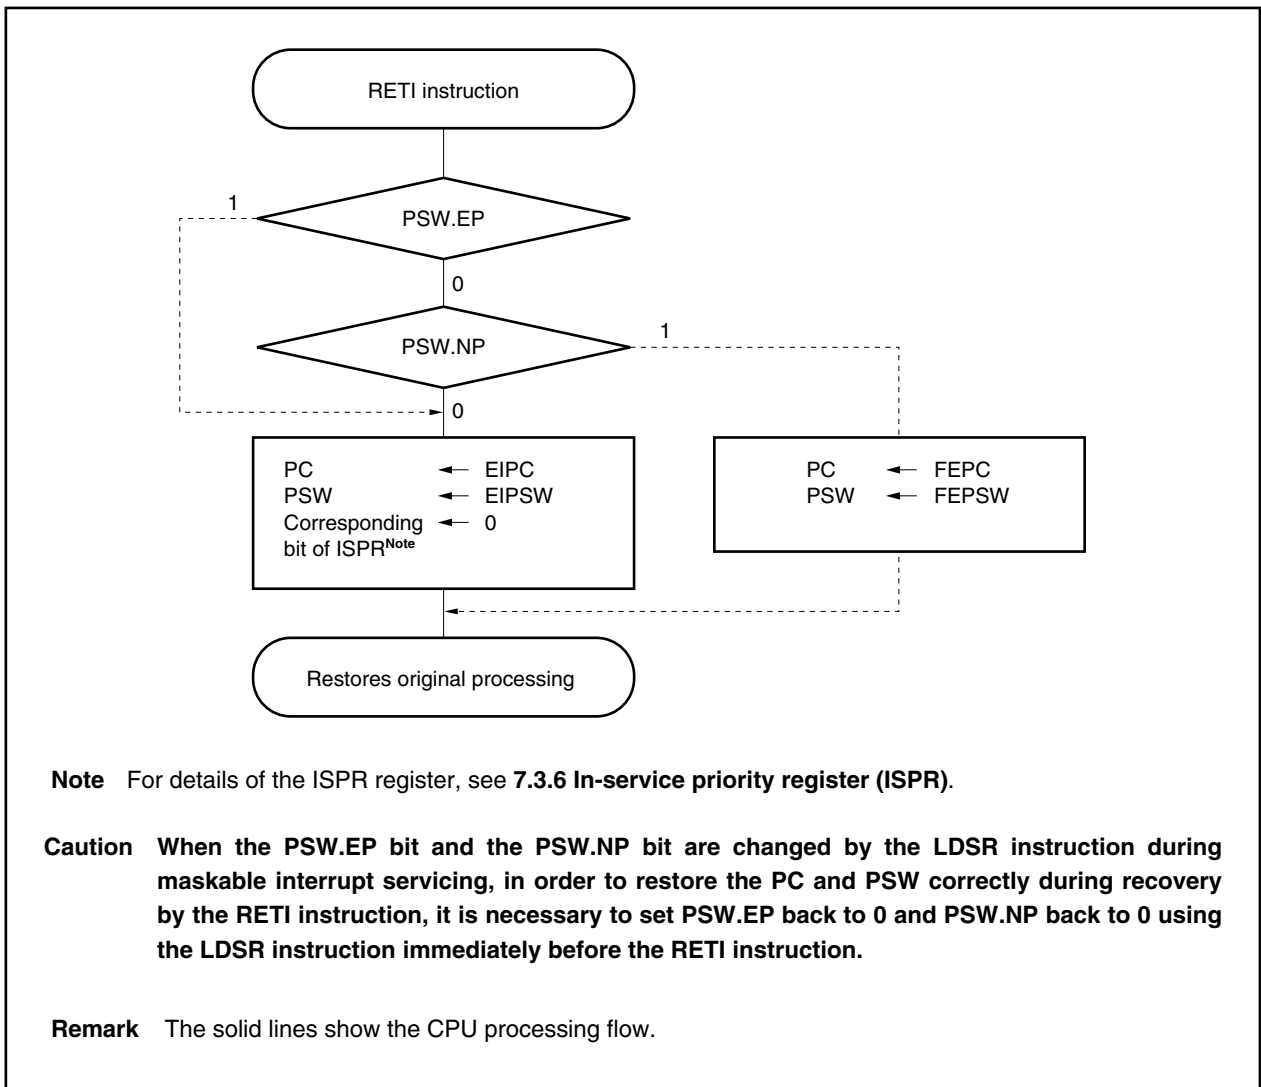 RETI instruction
1
PSW.EP
0
1
PSW.NP
0
PC ← EIPC
PSW ← EIPSW
Corresponding ← 0
bit of ISPRNote
PC ← FEPC
PSW ← FEPSW
Restores original processing
Note For details of the ISPR register, see 7.3.6 In-service priority register (ISPR).
Caution When the PSW.EP bit and the PSW.NP bit are changed by the LDSR instruction during
maskable interrupt servicing, in order to restore the PC and PSW correctly during recovery
by the RETI instruction, it is necessary to set PSW.EP back to 0 and PSW.NP back to 0 using
the LDSR instruction immediately before the RETI instruction.
Remark The solid lines show the CPU processing flow.